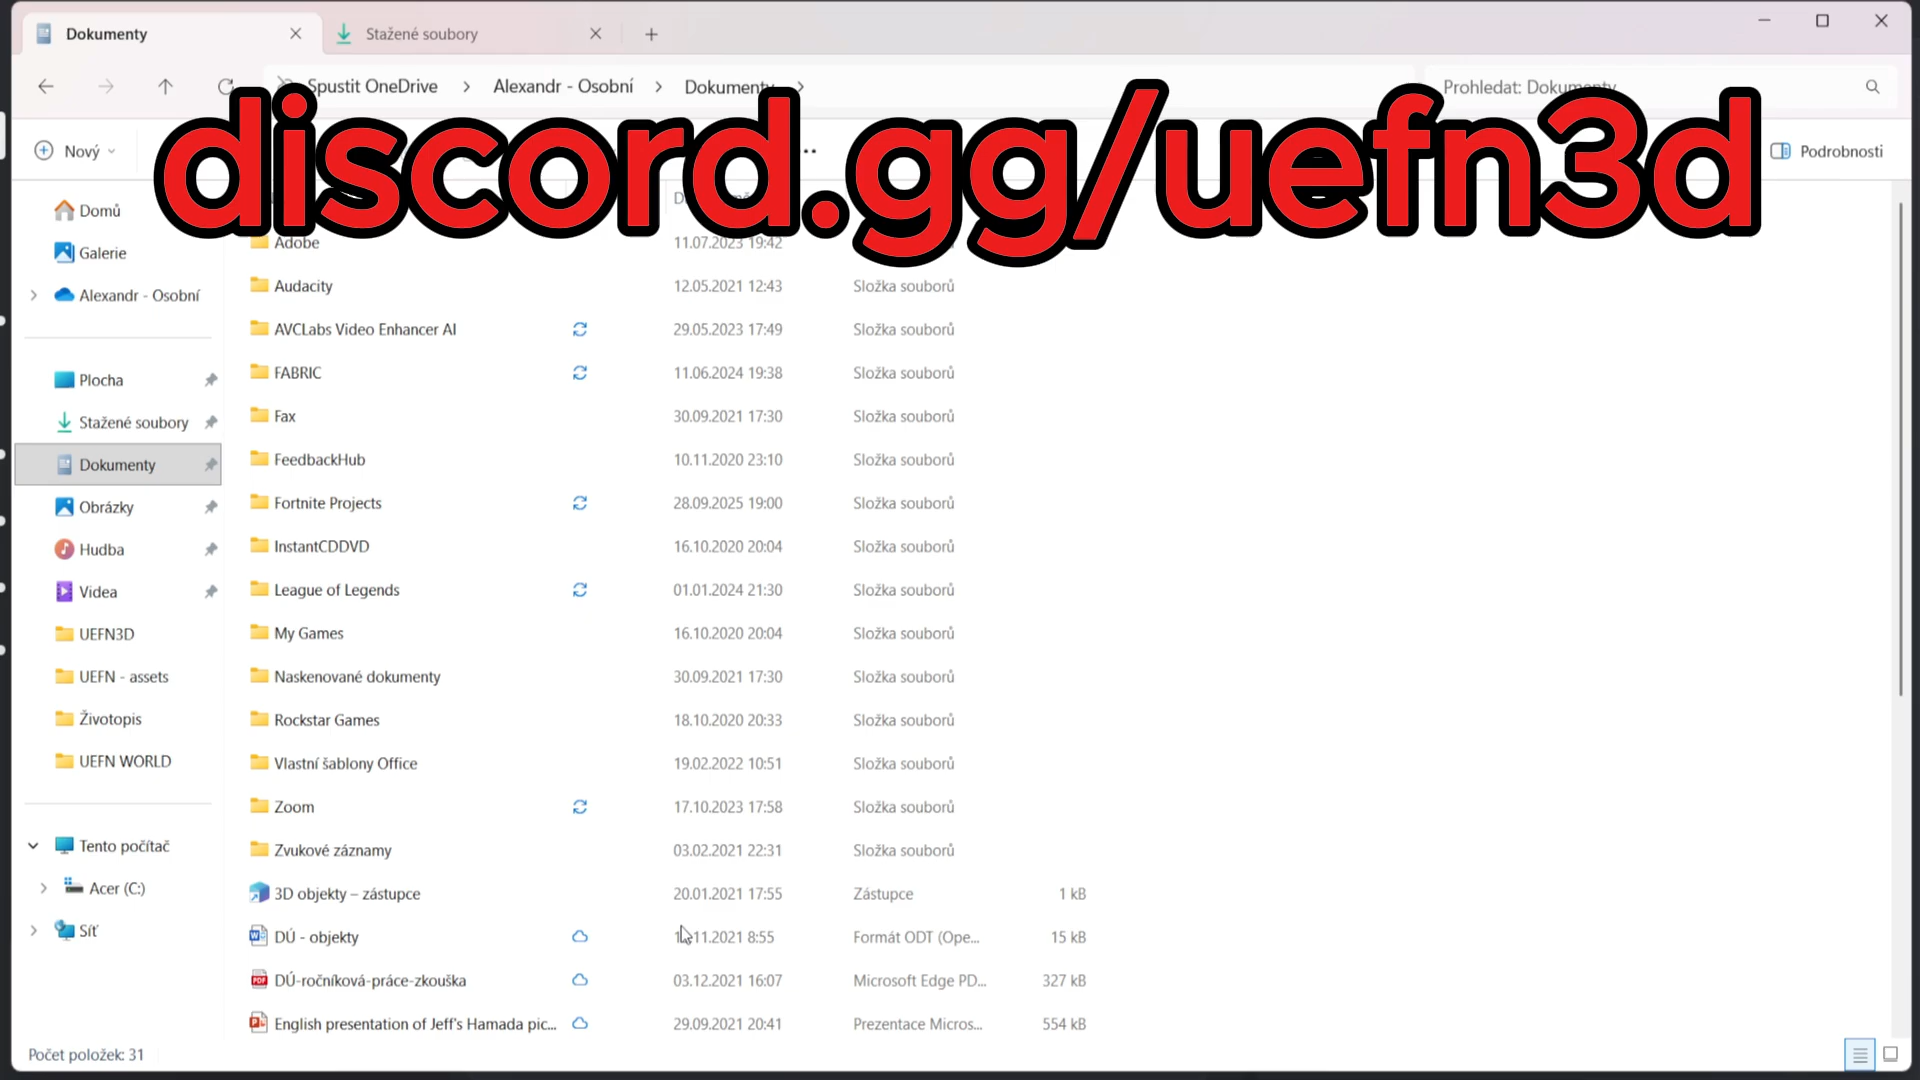 Dokumenty
Stažené soubory
Spustit OneDrive
Alexandr - Osobní
Dokumenty
Prohledat: Dokumenty
discord.gg/uefn3d
Nový
Podrobnosti
Domů
Galerie
Alexandr - Osobní
Plocha
Stažené soubory
Dokumenty
Obrázky
Hudba
Videa
UEFN3D
UEFN - assets
Životopis
UEFN WORLD
Tento počítač
Acer (C:)
Síť
Adobe 11.07.2023 19:42
Audacity 12.05.2021 12:43 Složka souborů
AVCLabs Video Enhancer AI 29.05.2023 17:49 Složka souborů
FABRIC 11.06.2024 19:38 Složka souborů
Fax 30.09.2021 17:30 Složka souborů
FeedbackHub 10.11.2020 23:10 Složka souborů
Fortnite Projects 28.09.2025 19:00 Složka souborů
InstantCDDVD 16.10.2020 20:04 Složka souborů
League of Legends 01.01.2024 21:30 Složka souborů
My Games 16.10.2020 20:04 Složka souborů
Naskenované dokumenty 30.09.2021 17:30 Složka souborů
Rockstar Games 18.10.2020 20:33 Složka souborů
Vlastní šablony Office 19.02.2022 10:51 Složka souborů
Zoom 17.10.2023 17:58 Složka souborů
Zvukové záznamy 03.02.2021 22:31 Složka souborů
3D objekty – zástupce 20.01.2021 17:55 Zástupce 1 kB
DÚ - objekty 8:55 Formát ODT (Ope... 15 kB
DÚ-ročníková-práce-zkouška 03.12.2021 16:07 Microsoft Edge PD... 327 kB
English presentation of Jeff's Hamada pic... 29.09.2021 20:41 Prezentace Micros... 554 kB
Počet položek: 31